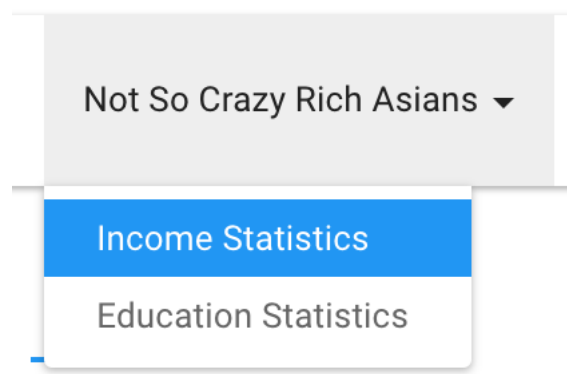 Not So Crazy Rich Asians
Income Statistics
Education Statistics